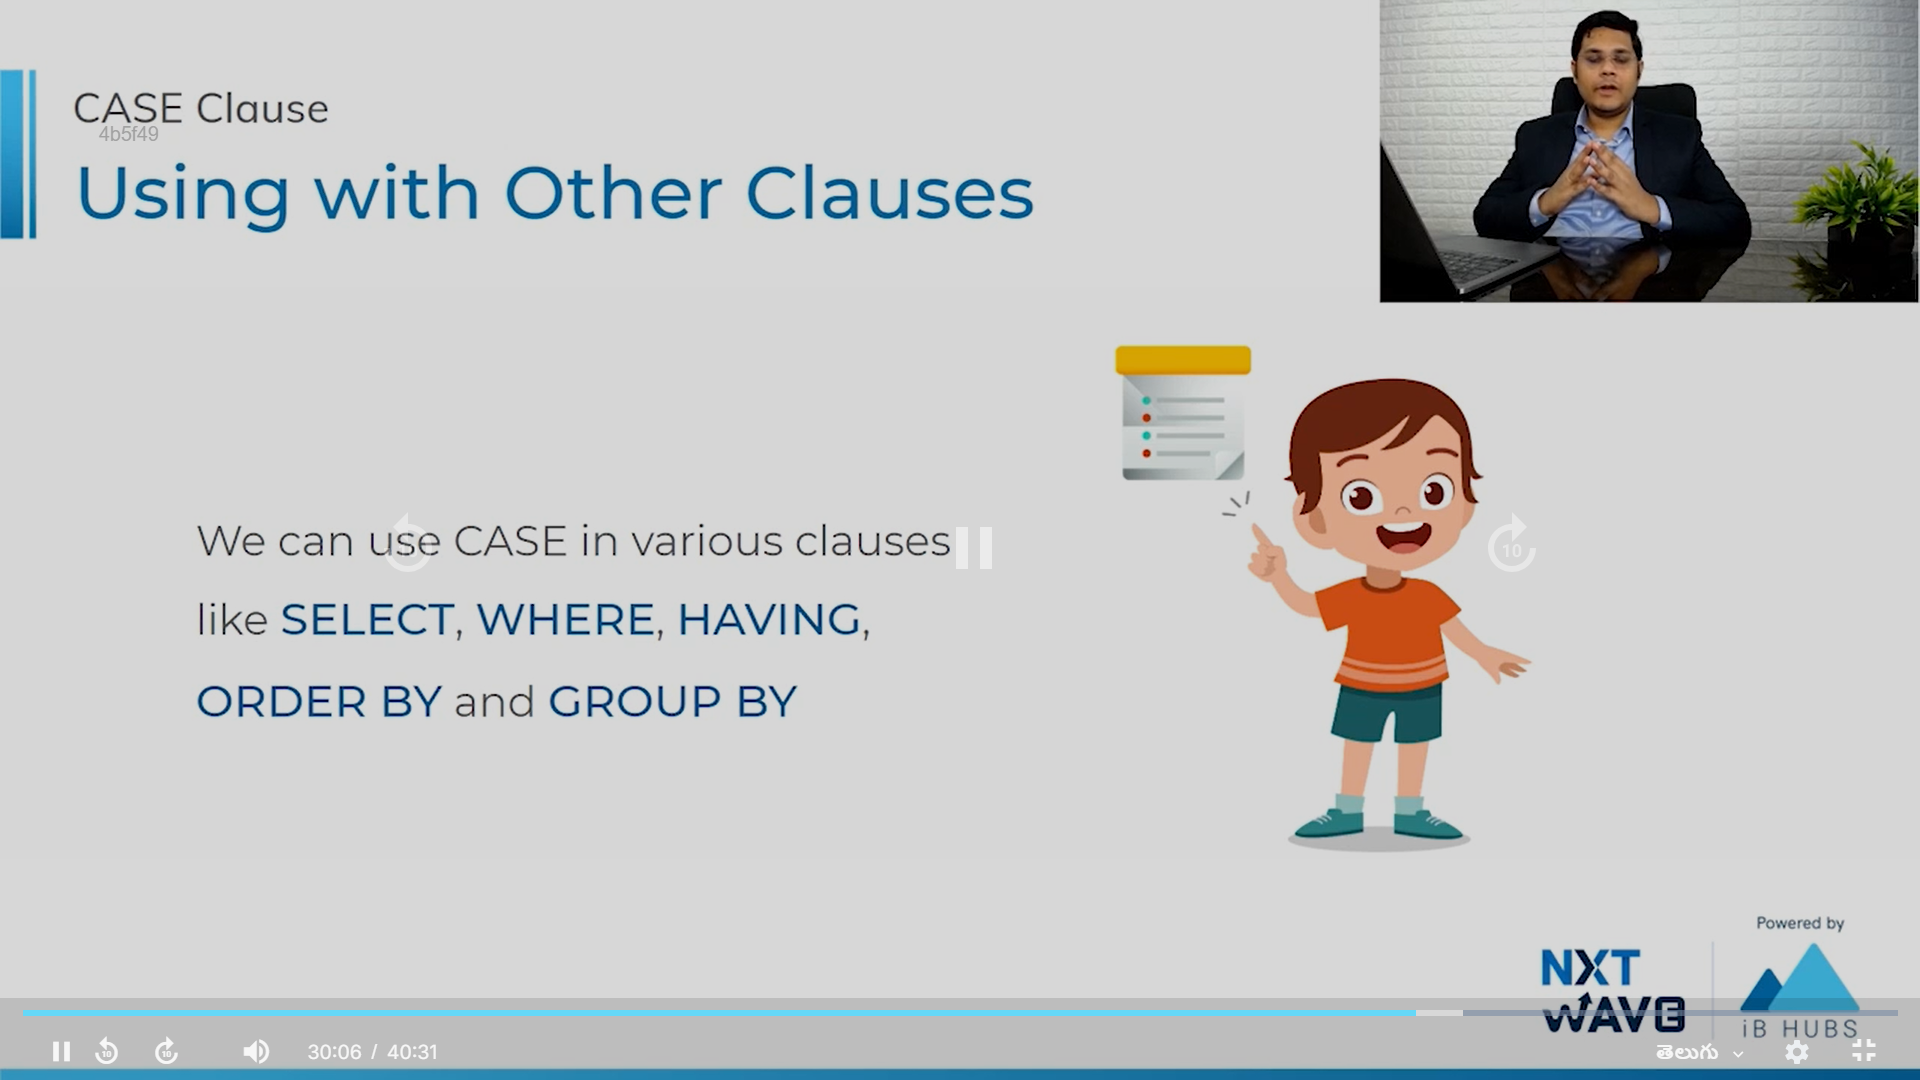 CASE Clause
4b5f49
Using with Other Clauses
We can use CASE in various clauses
like SELECT, WHERE, HAVING,
ORDER BY and GROUP BY
10
10
Powered by
NXT
WAVE
iB HUBS
10
10
30:06 / 40:31
తెలుగు